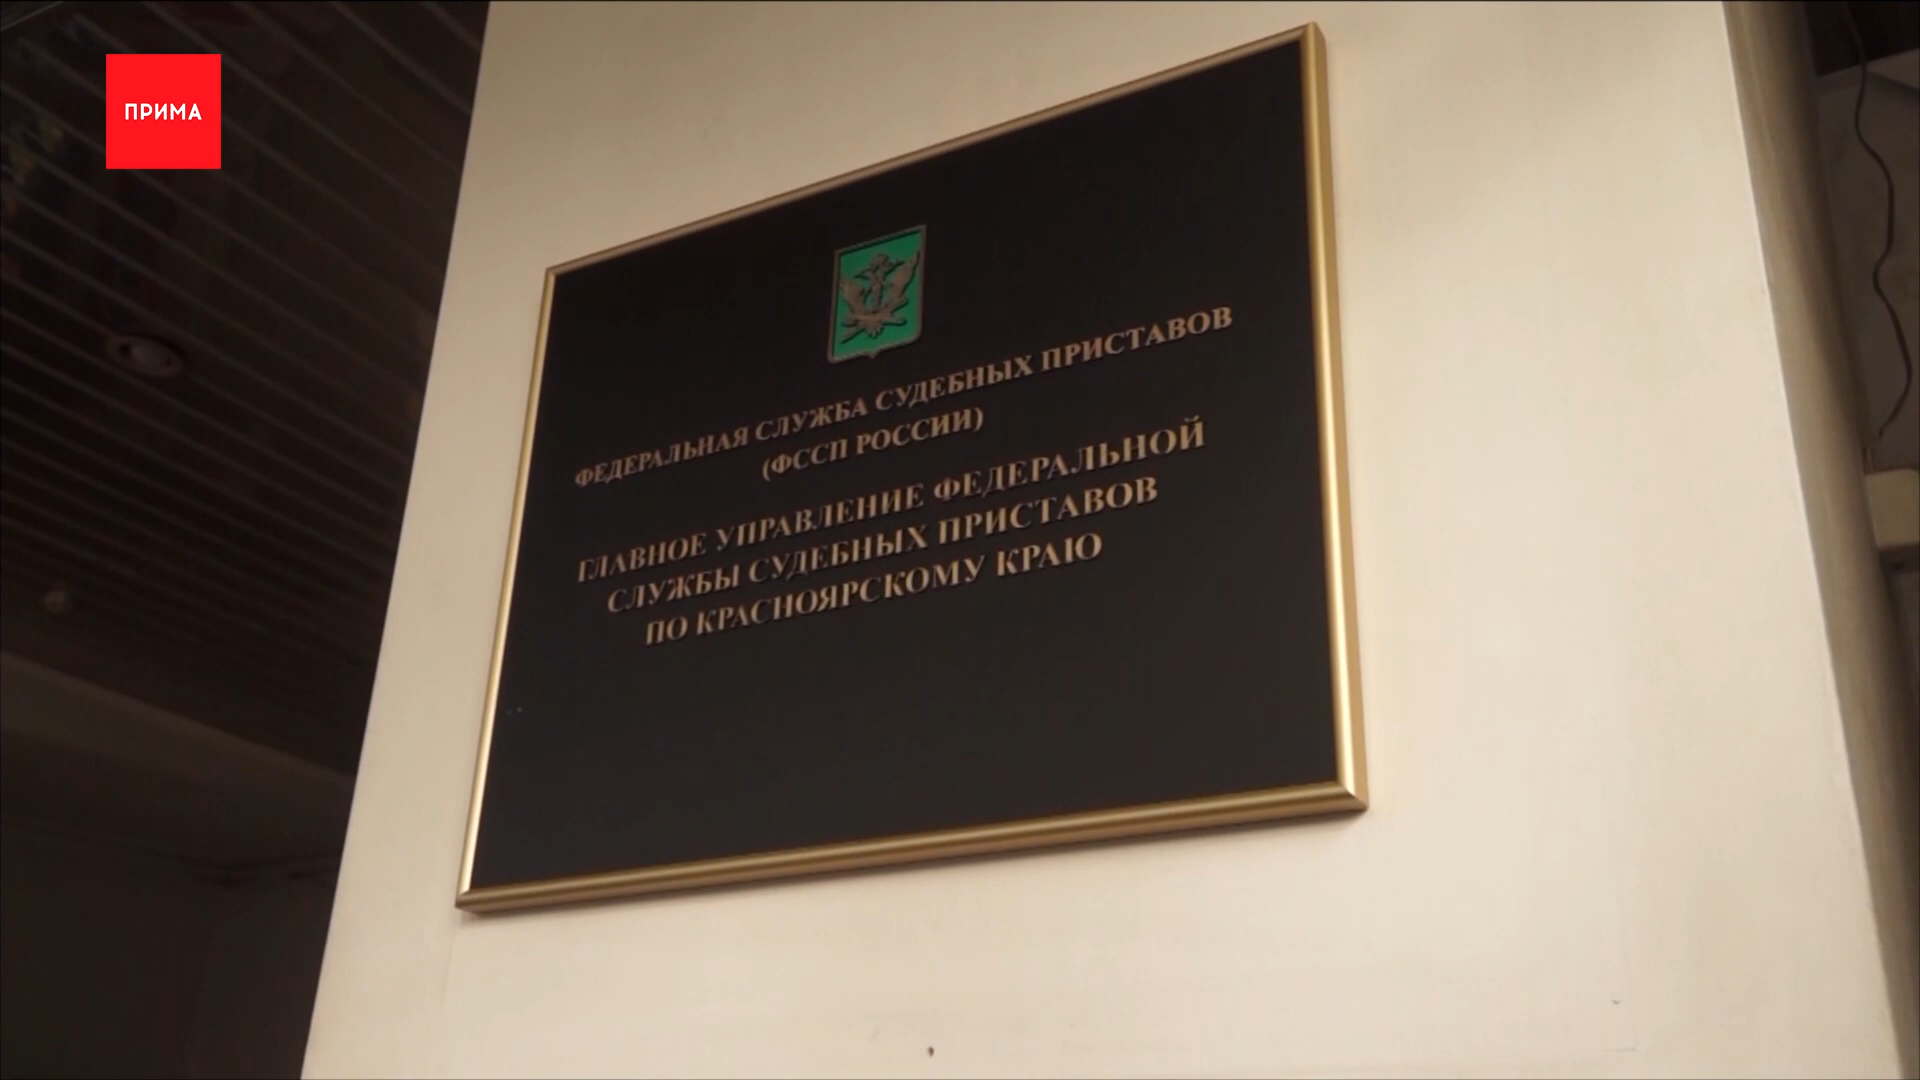 ПРИМА
ФЕДЕРАЛЬНАЯ СЛУЖБА СУДЕБНЫХ ПРИСТАВОВ
(ФССП РОССИИ)
ГЛАВНОЕ УПРАВЛЕНИЕ ФЕДЕРАЛЬНОЙ
СЛУЖБЫ СУДЕБНЫХ ПРИСТАВОВ
ПО КРАСНОЯРСКОМУ КРАЮ